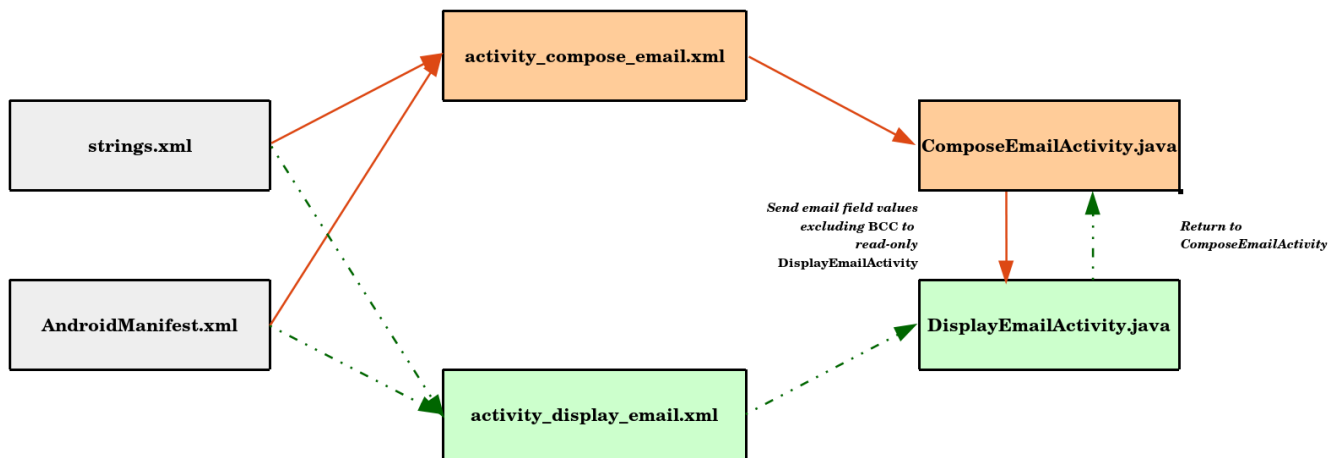 activity_compose_email.xml
strings.xml
ComposeEmailActivity.java
Send email field values
excluding BCC to
read-only
DisplayEmailActivity
Return to
ComposeEmailActivity
AndroidManifest.xml
DisplayEmailActivity.java
activity_display_email.xml